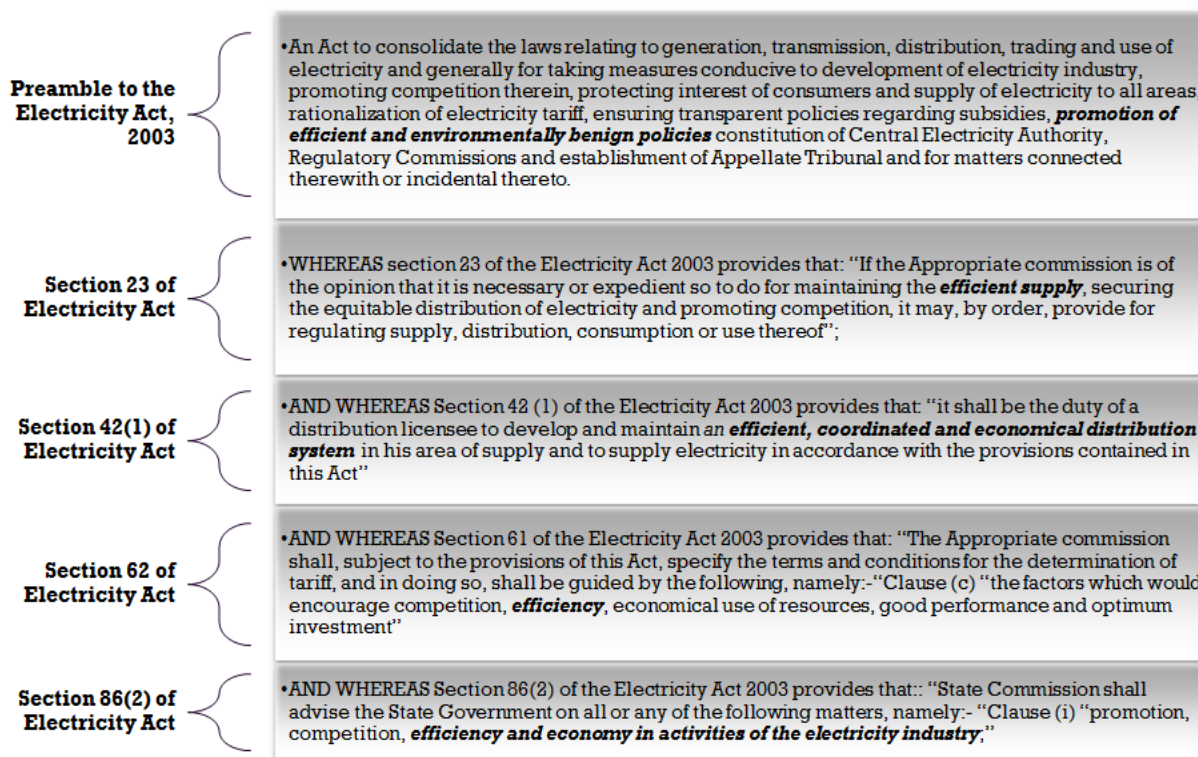 Preamble to the
Electricity Act,
2003
•An Act to consolidate the laws relating to generation, transmission, distribution, trading and use of
electricity and generally for taking measures conducive to development of electricity industry,
promoting competition therein, protecting interest of consumers and supply of electricity to all areas,
rationalization of electricity tariff, ensuring transparent policies regarding subsidies, promotion of
efficient and environmentally benign policies constitution of Central Electricity Authority,
Regulatory Commissions and establishment of Appellate Tribunal and for matters connected
therewith or incidental thereto.
Section 23 of
Electricity Act
•WHEREAS section 23 of the Electricity Act 2003 provides that: “If the Appropriate commission is of
the opinion that it is necessary or expedient so to do for maintaining the efficient supply, securing
the equitable distribution of electricity and promoting competition, it may, by order, provide for
regulating supply, distribution, consumption or use thereof”;
Section 42(1) of
Electricity Act
•AND WHEREAS Section 42 (1) of the Electricity Act 2003 provides that: “it shall be the duty of a
distribution licensee to develop and maintain an efficient, coordinated and economical distribution
system in his area of supply and to supply electricity in accordance with the provisions contained in
this Act”
Section 62 of
Electricity Act
•AND WHEREAS Section 61 of the Electricity Act 2003 provides that: “The Appropriate commission
shall, subject to the provisions of this Act, specify the terms and conditions for the determination of
tariff, and in doing so, shall be guided by the following, namely:-“Clause (c) “the factors which would
encourage competition, efficiency, economical use of resources, good performance and optimum
investment”
Section 86(2) of
Electricity Act
•AND WHEREAS Section 86(2) of the Electricity Act 2003 provides that:: “State Commission shall
advise the State Government on all or any of the following matters, namely:- “Clause (i) “promotion,
competition, efficiency and economy in activities of the electricity industry;”